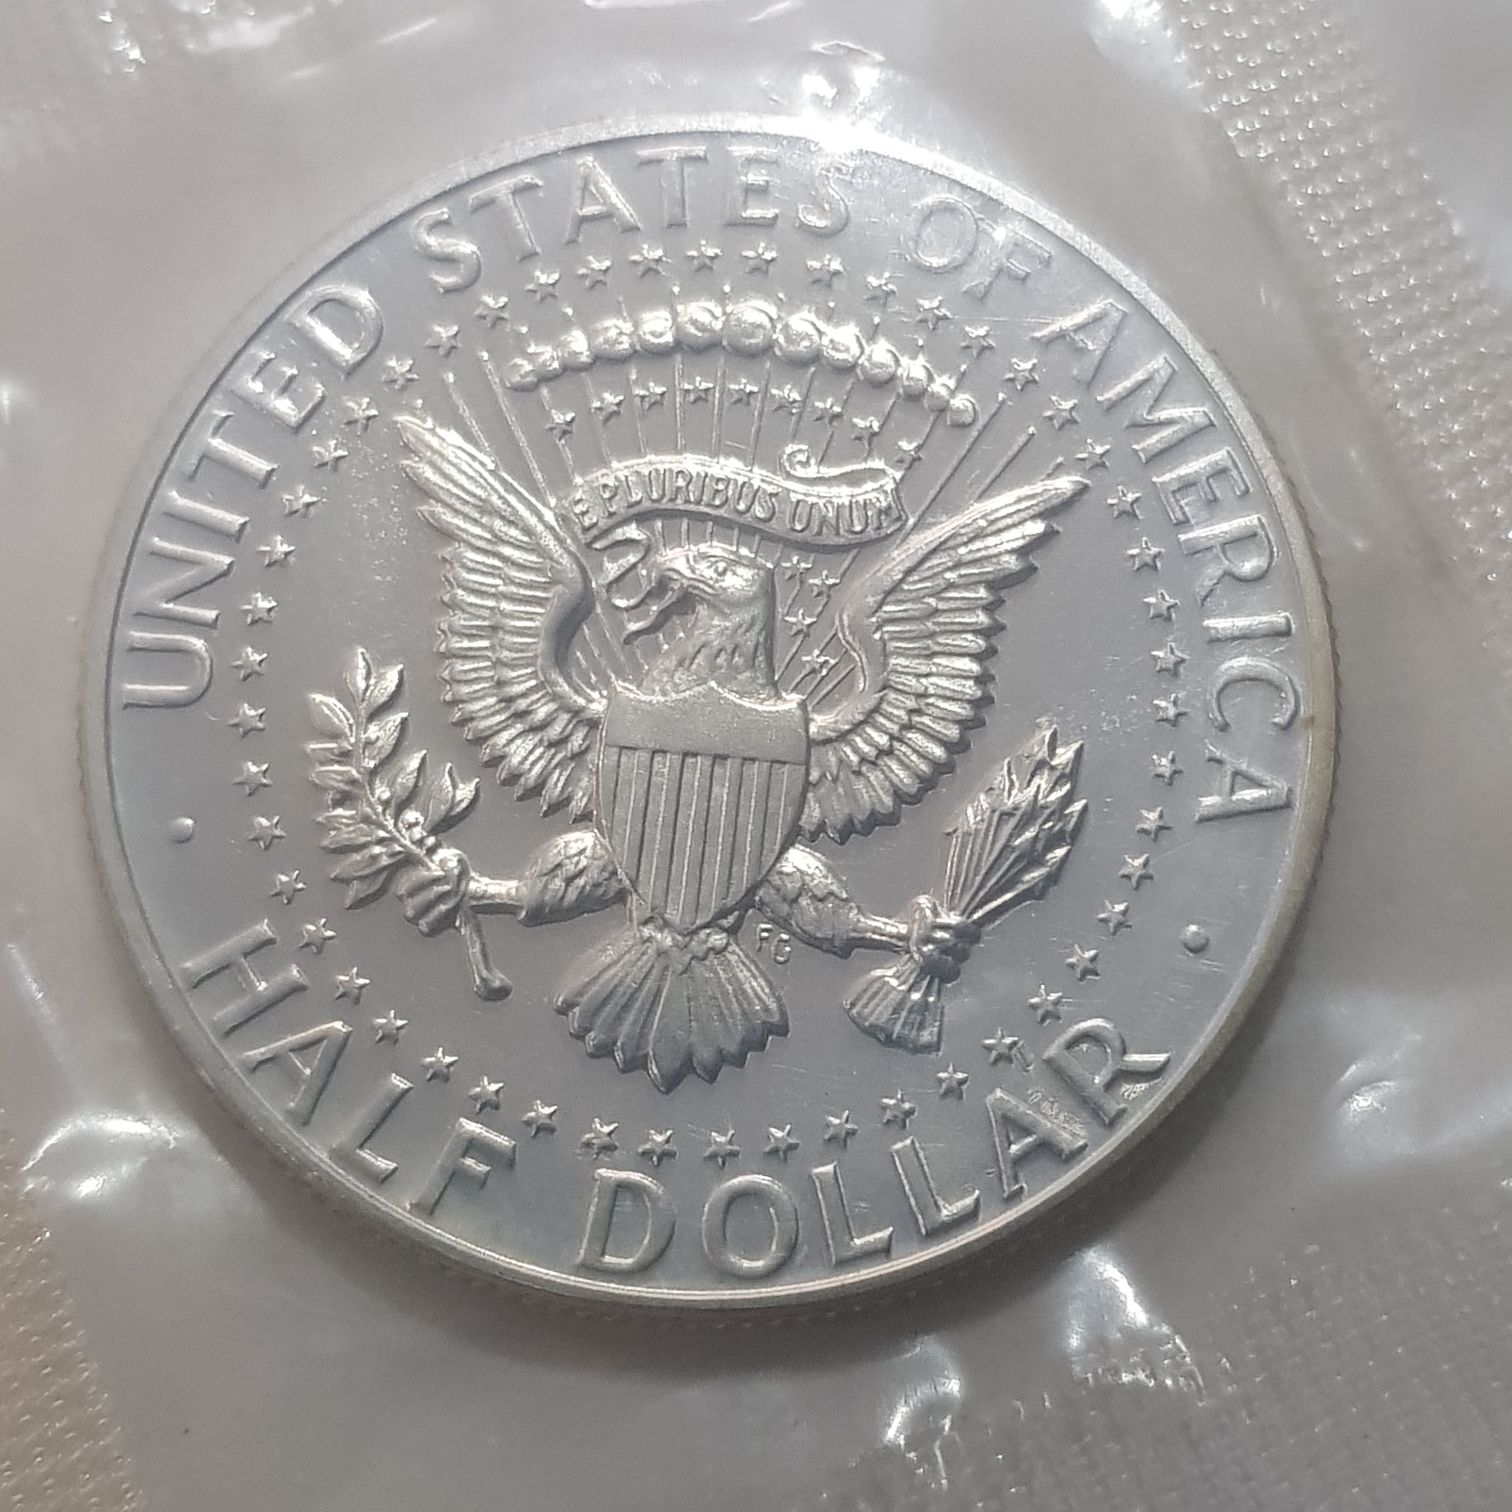 UNITED STATES OF AMERICA
E PLURIBUS UNUM
FG
HALF DOLLAR